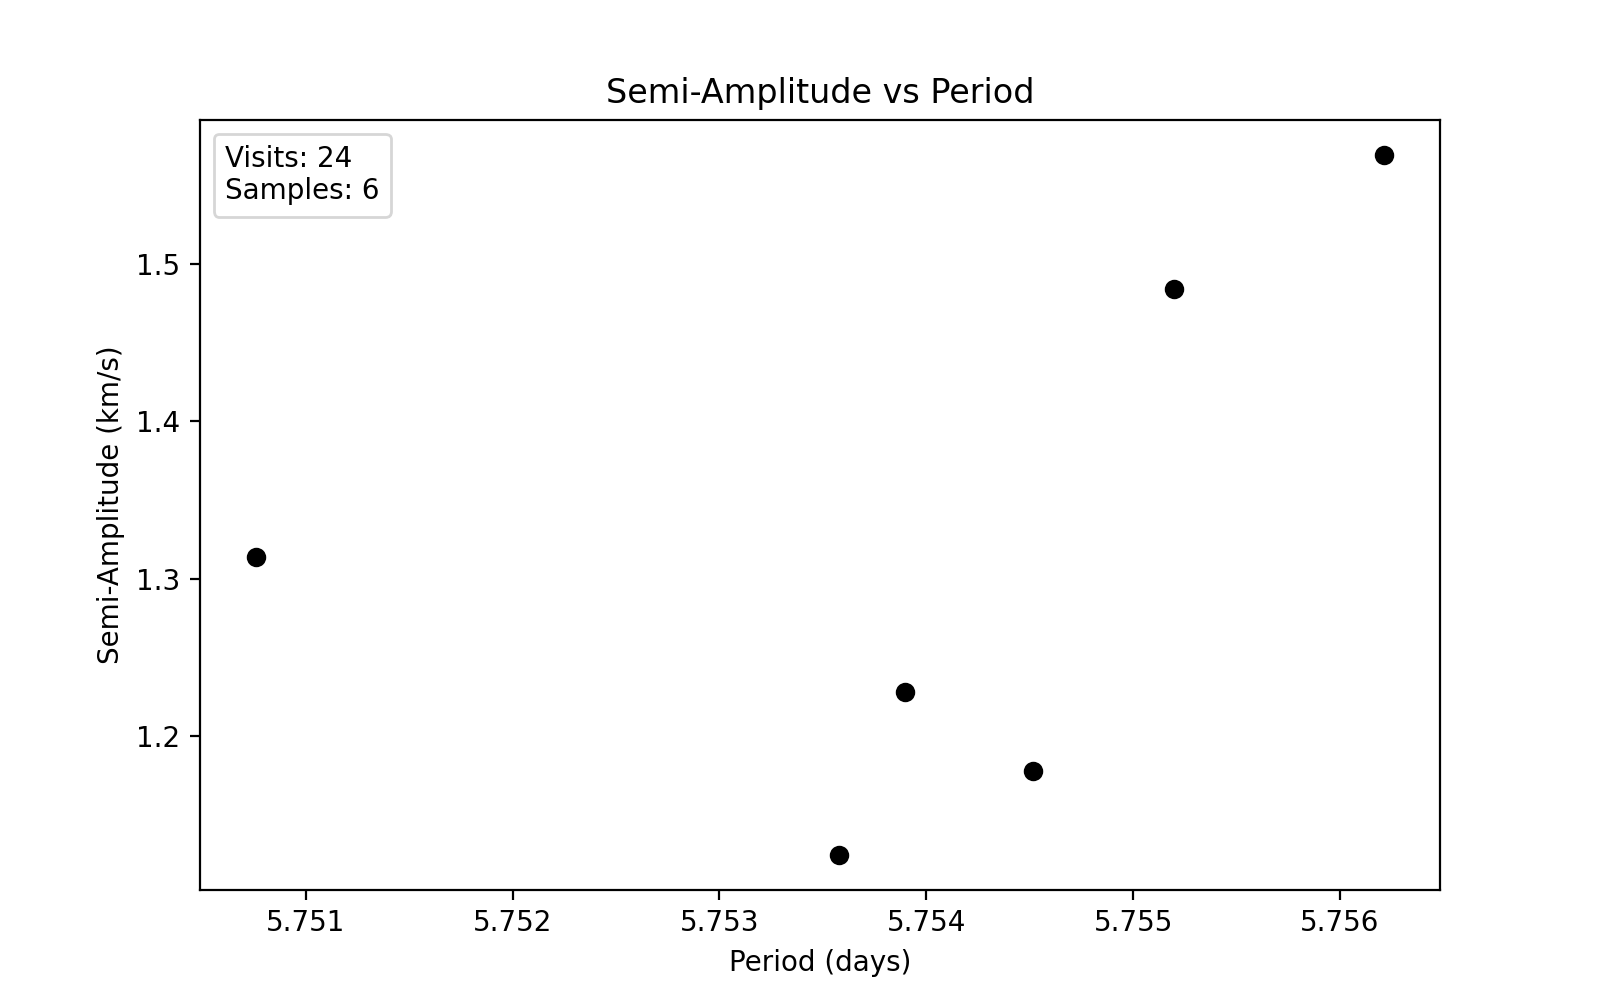 Semi-Amplitude vs Period
Visits: 24
Samples: 6
Semi-Amplitude (km/s)
1.5
1.4
1.3
1.2
5.751 5.752 5.753 5.754 5.755 5.756
Period (days)